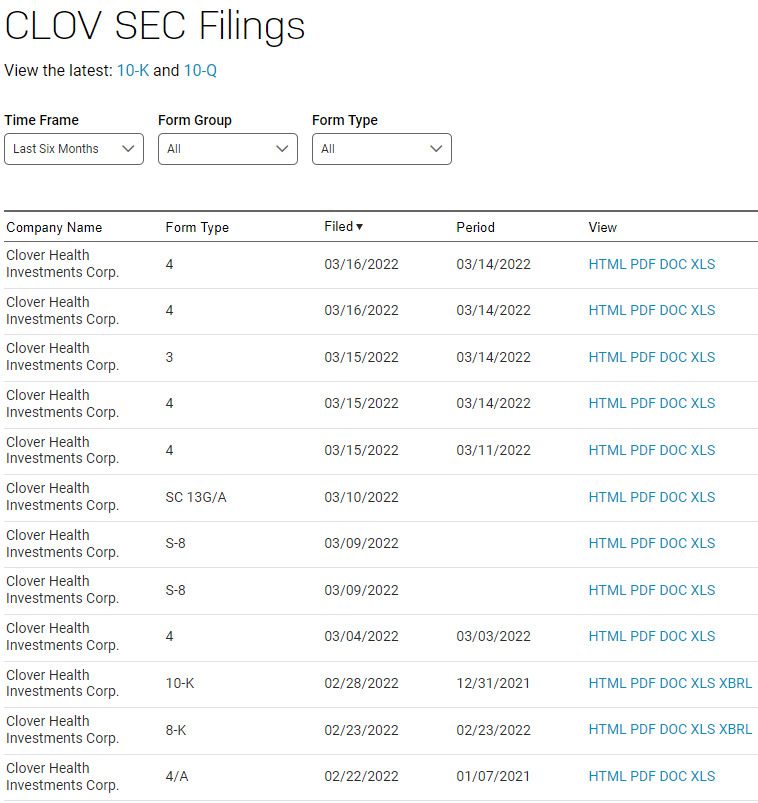 CLOV SEC Filings
View the latest: 10-K and 10-Q
Time Frame Form Group Form Type
Last Six Months All All
Company Name Form Type Filed ▼ Period View
Clover Health
Investments Corp. 4 03/16/2022 03/14/2022 HTML PDF DOC XLS
Clover Health
Investments Corp. 4 03/16/2022 03/14/2022 HTML PDF DOC XLS
Clover Health
Investments Corp. 3 03/15/2022 03/14/2022 HTML PDF DOC XLS
Clover Health
Investments Corp. 4 03/15/2022 03/14/2022 HTML PDF DOC XLS
Clover Health
Investments Corp. 4 03/15/2022 03/11/2022 HTML PDF DOC XLS
Clover Health
Investments Corp. SC 13G/A 03/10/2022 HTML PDF DOC XLS
Clover Health
Investments Corp. S-8 03/09/2022 HTML PDF DOC XLS
Clover Health
Investments Corp. S-8 03/09/2022 HTML PDF DOC XLS
Clover Health
Investments Corp. 4 03/04/2022 03/03/2022 HTML PDF DOC XLS
Clover Health
Investments Corp. 10-K 02/28/2022 12/31/2021 HTML PDF DOC XLS XBRL
Clover Health
Investments Corp. 8-K 02/23/2022 02/23/2022 HTML PDF DOC XLS XBRL
Clover Health
Investments Corp. 4/A 02/22/2022 01/07/2021 HTML PDF DOC XLS